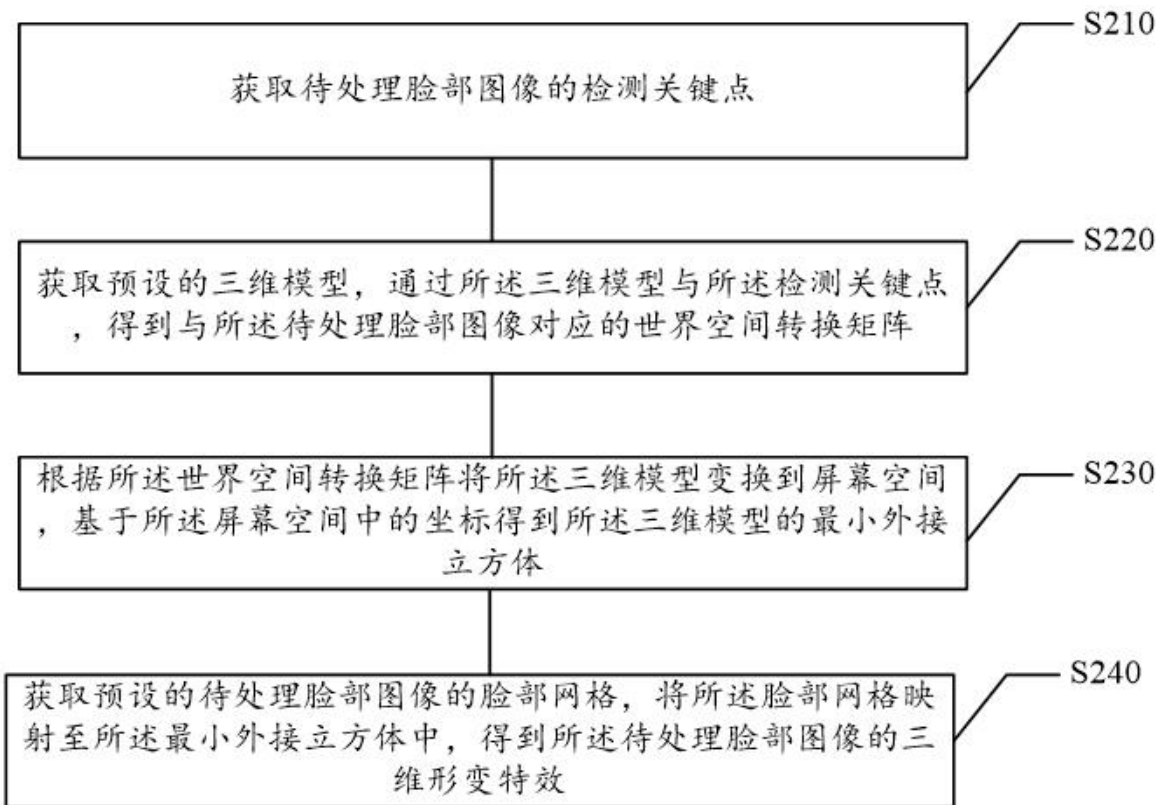 S210
获取待处理脸部图像的检测关键点
S220
获取预设的三维模型，通过所述三维模型与所述检测关键点
，得到与所述待处理脸部图像对应的世界空间转换矩阵
S230
根据所述世界空间转换矩阵将所述三维模型变换到屏幕空间
，基于所述屏幕空间中的坐标得到所述三维模型的最小外接
立方体
S240
获取预设的待处理脸部图像的脸部网格，将所述脸部网格映
射至所述最小外接立方体中，得到所述待处理脸部图像的三
维形变特效